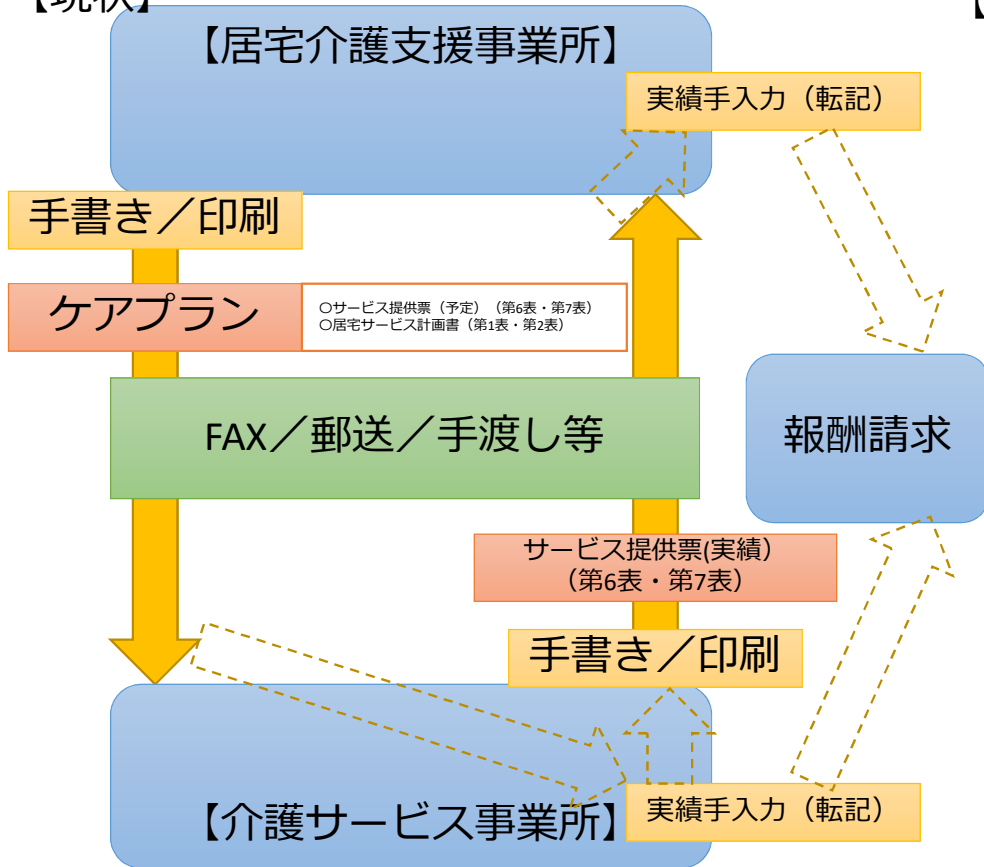 【現状】
【
【居宅介護支援事業所】
実績手入力（転記）
手書き／印刷
ケアプラン
○サービス提供票（予定）（第6表・第7表）
○居宅サービス計画書（第1表・第2表）
FAX／郵送／手渡し等
報酬請求
サービス提供票(実績）
（第6表・第7表）
手書き／印刷
【介護サービス事業所】
実績手入力（転記）